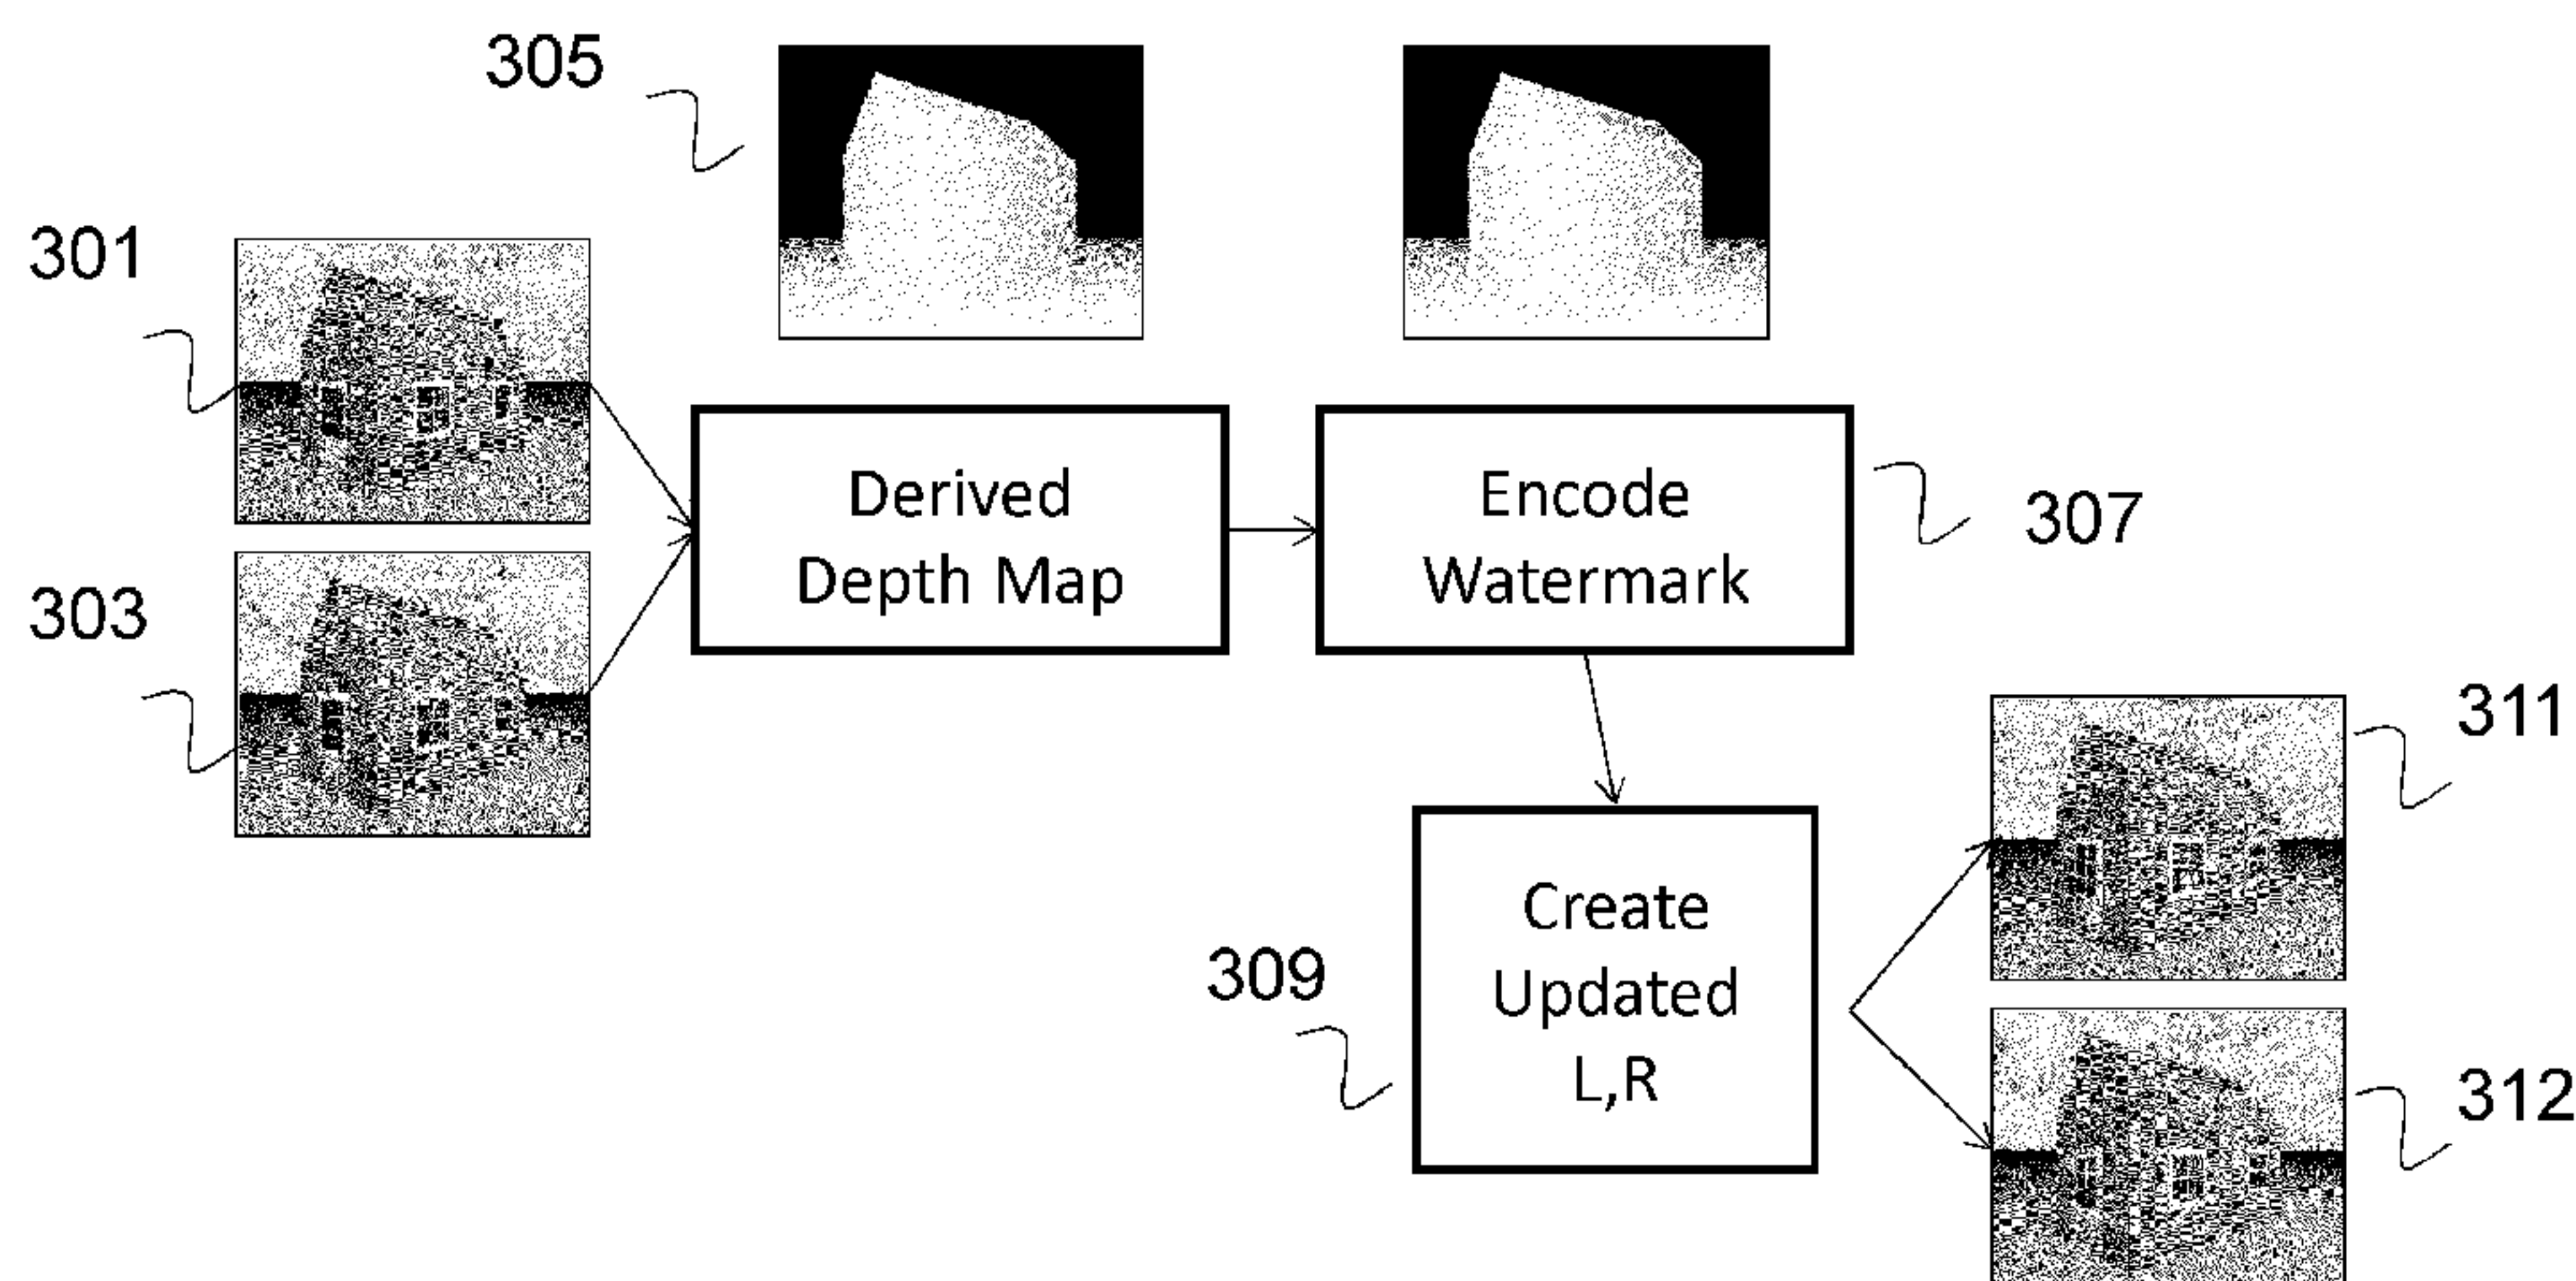 305
301
303
Derived
Depth Map
Encode
Watermark
307
309
Create
Updated
L,R
311
312